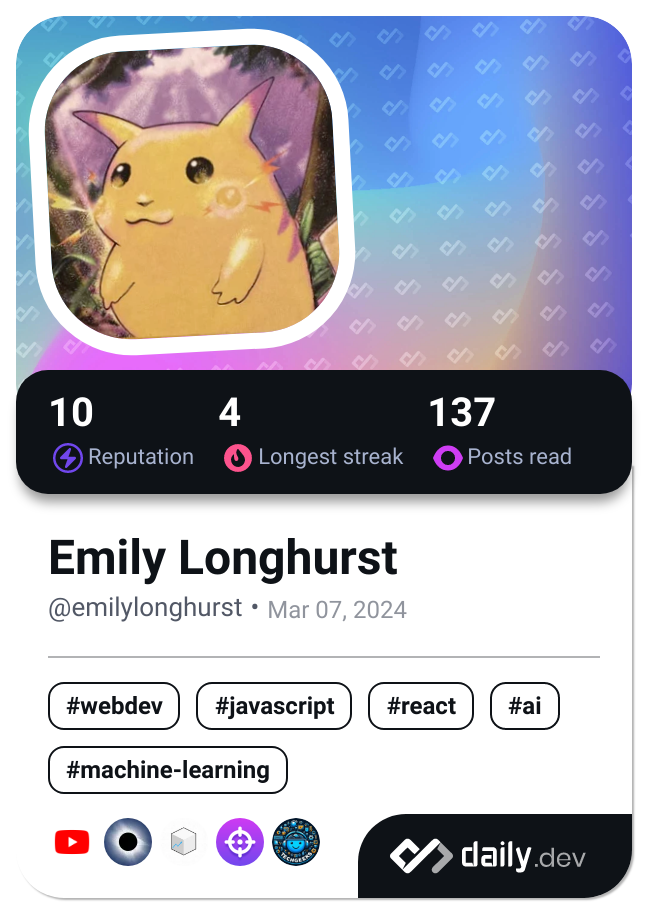 10 4 137
Reputation Longest streak Posts read
Emily Longhurst
@emilylonghurst • Mar 07, 2024
#webdev #javascript #react #ai
#machine-learning
TECHGEEKS
daily.dev